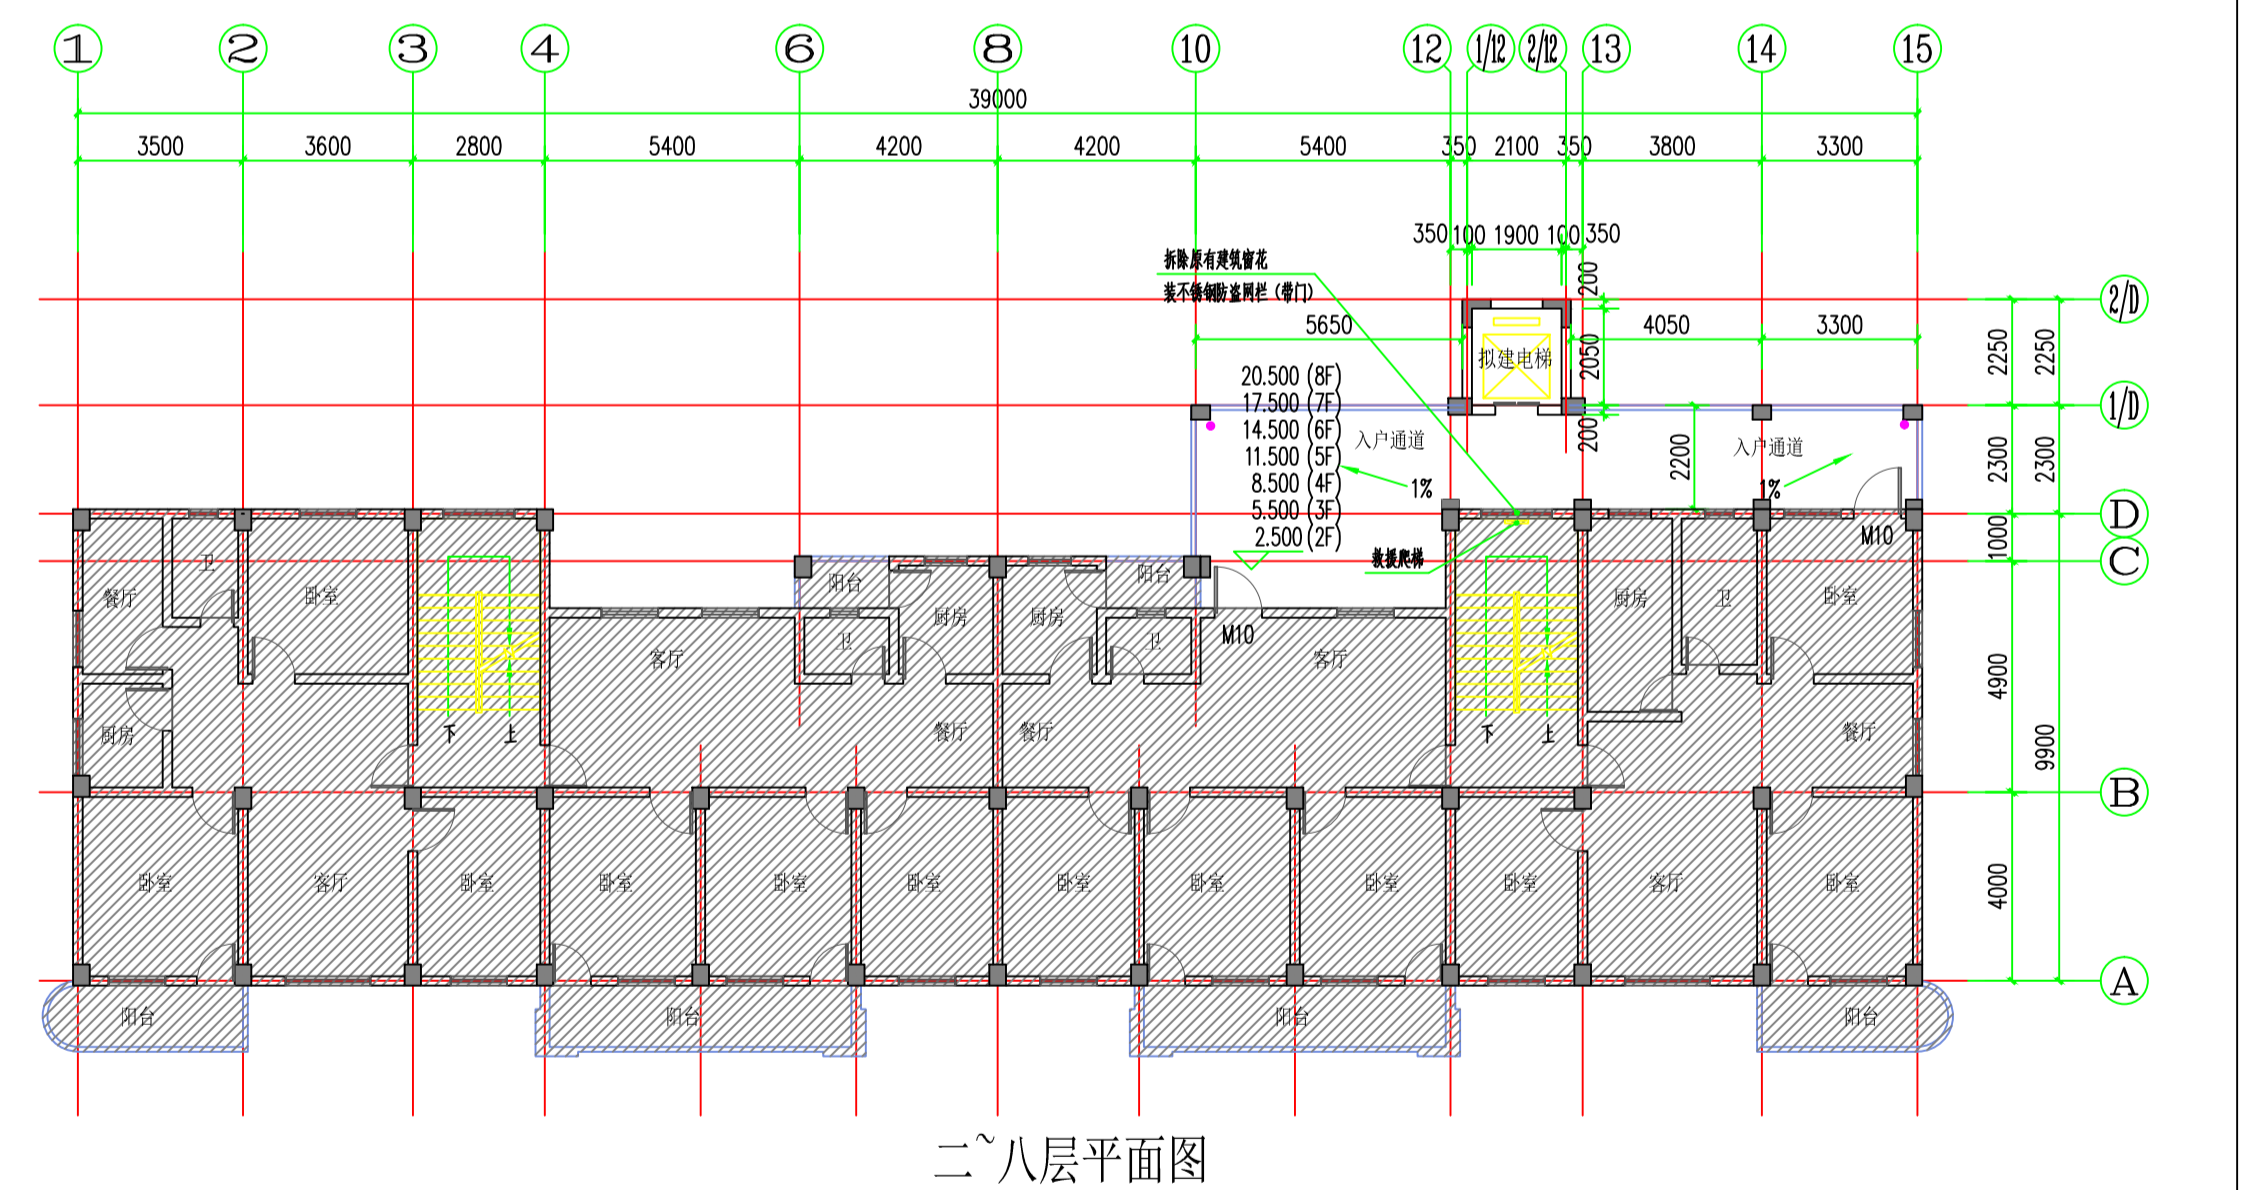 1 2 3 4 6 8 10 12 1/12 2/12 13 14 15
39000
3500 3600 2800 5400 4200 4200 5400 350 2100 350 3800 3300
350 100 1900 100 350
拆除原有建筑窗花
装不锈钢防盗网栏（带门）
200
2/D
5650
4050
3300
2050
2250
2250
拟建电梯
20.500 (8F)
17.500 (7F)
14.500 (6F)
11.500 (5F)
8.500 (4F)
5.500 (3F)
2.500 (2F)
1/D
入户通道
200
入户通道
2200
2300
2300
1%
1%
D
M10
救援爬梯
1000
C
餐厅
卫
卧室
阳台
厨房
厨房
阳台
厨房
卫
卧室
客厅
卫
卫
M10
客厅
4900
厨房
下 上
餐厅
餐厅
下 上
餐厅
9900
B
卧室 客厅 卧室 卧室 卧室 卧室 卧室 卧室 卧室 卧室 客厅 卧室
4000
A
阳台 阳台 阳台 阳台
二~八层平面图